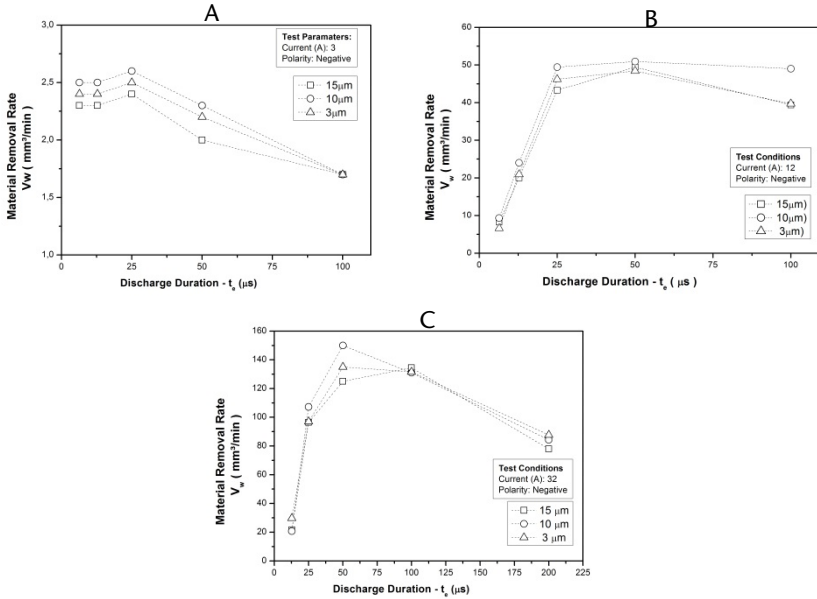 A
Test Paramaters:
Current (A): 3
Polarity: Negative
15μm
10μm
3μm
3,0
2,5
2,0
1,5
1,0
0
25
50
75
100
Material Removal Rate
Vw ( mm³/min )
Discharge Duration - tₑ (μs)
B
Test Conditions
Current (A): 12
Polarity: Negative
15μm)
10μm)
3μm)
60
50
40
30
20
10
0
0
25
50
75
100
Material Removal Rate
V_w ( mm³/min )
Discharge Duration - tₑ ( μs )
C
Test Conditions
Current (A): 32
Polarity: Negative
15 μm
10 μm
3 μm
160
140
120
100
80
60
40
20
0
0
25
50
75
100
125
150
175
200
225
Material Removal Rate
V_w ( mm³/min )
Discharge Duration - tₑ (μs)